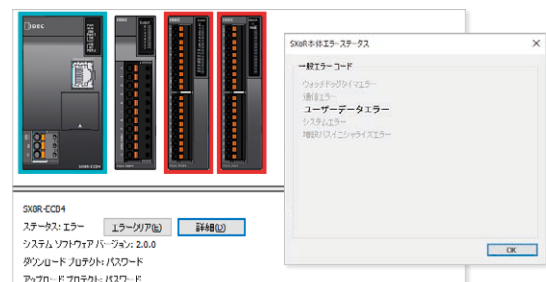 IDEC
IDEC
IDEC
IDEC
SX8R-ECD4
SX8R本体エラーステータス
一般エラーコード
ウォッチドッグタイマエラー
通信エラー
ユーザーデータエラー
システムエラー
増設バスイニシャライズエラー
OK
SX8R-ECD4
ステータス: エラー
エラークリア(E)
詳細(U)
システム ソフトウェア バージョン: 2.0.0
ダウンロード プロテクト: パスワード
アップロード プロテクト: パスワード